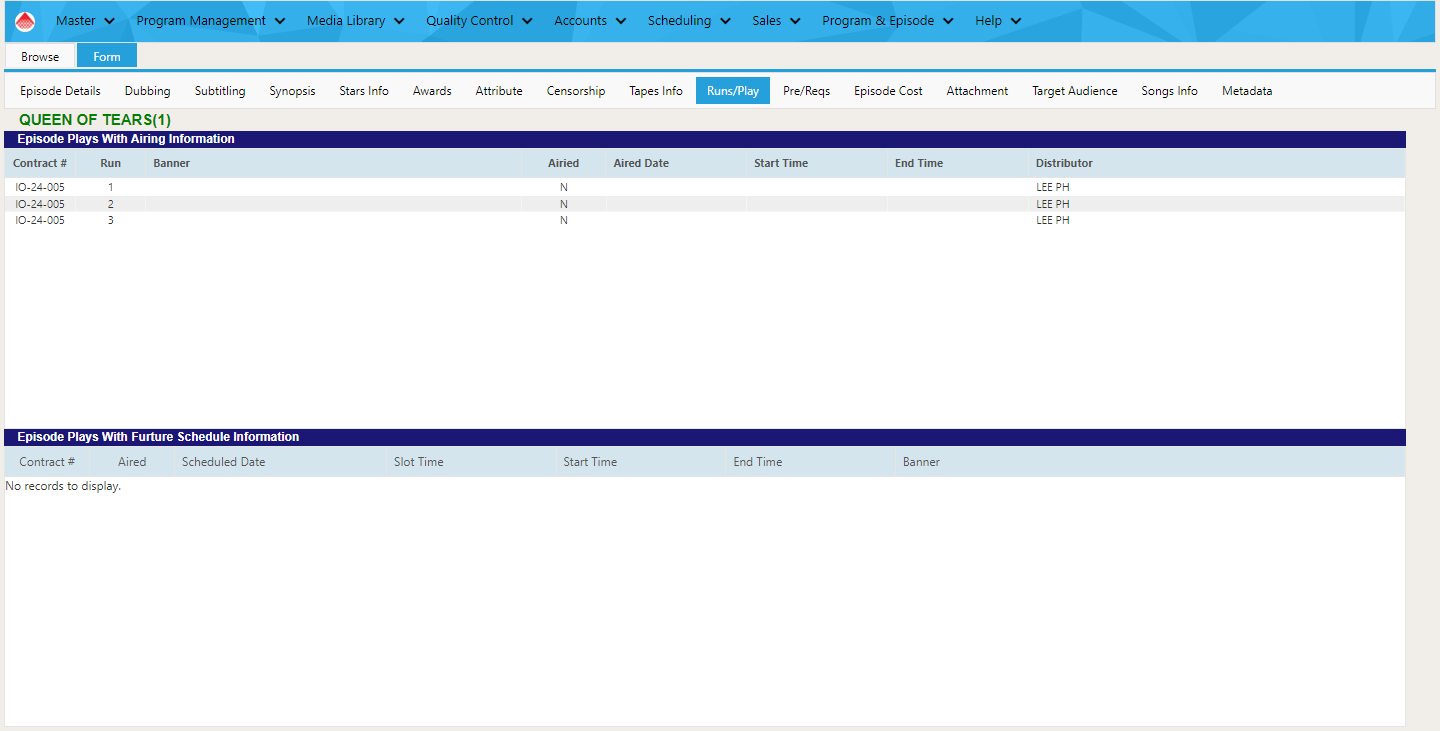 Master Program Management Media Library Quality Control Accounts Scheduling Sales Program & Episode Help
Browse Form
Episode Details Dubbing Subtitling Synopsis Stars Info Awards Attribute Censorship Tapes Info Runs/Play Pre/Reqs Episode Cost Attachment Target Audience Songs Info Metadata
QUEEN OF TEARS(1)
Episode Plays With Airing Information
Contract # Run Banner Airied Aired Date Start Time End Time Distributor
IO-24-005 1 N LEE PH
IO-24-005 2 N LEE PH
IO-24-005 3 N LEE PH
Episode Plays With Furture Schedule Information
Contract # Aired Scheduled Date Slot Time Start Time End Time Banner
No records to display.